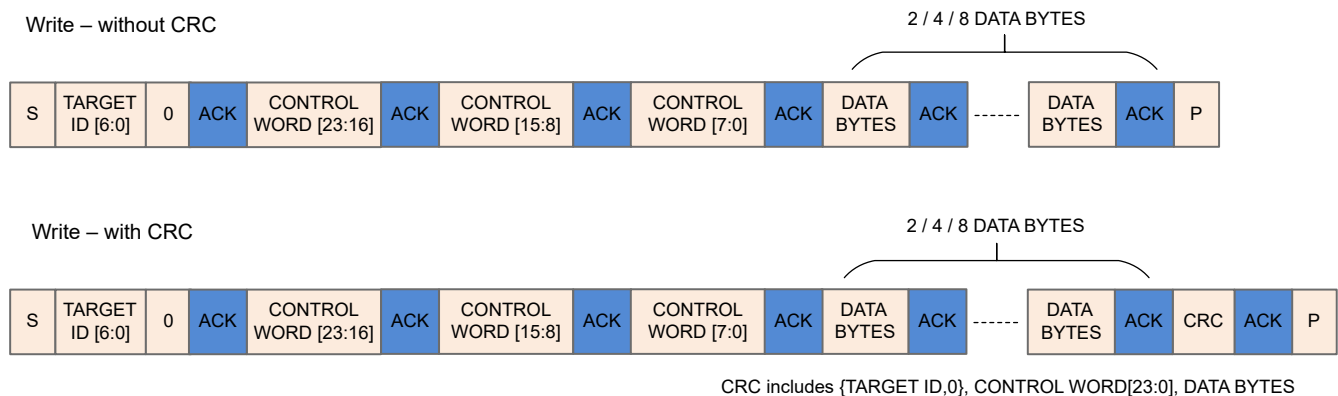 Write – without CRC
2 / 4 / 8 DATA BYTES
S TARGET ID [6:0] 0 ACK CONTROL WORD [23:16] ACK CONTROL WORD [15:8] ACK CONTROL WORD [7:0] ACK DATA BYTES ACK ------ DATA BYTES ACK P
Write – with CRC
2 / 4 / 8 DATA BYTES
S TARGET ID [6:0] 0 ACK CONTROL WORD [23:16] ACK CONTROL WORD [15:8] ACK CONTROL WORD [7:0] ACK DATA BYTES ACK ------ DATA BYTES ACK CRC ACK P
CRC includes {TARGET ID,0}, CONTROL WORD[23:0], DATA BYTES